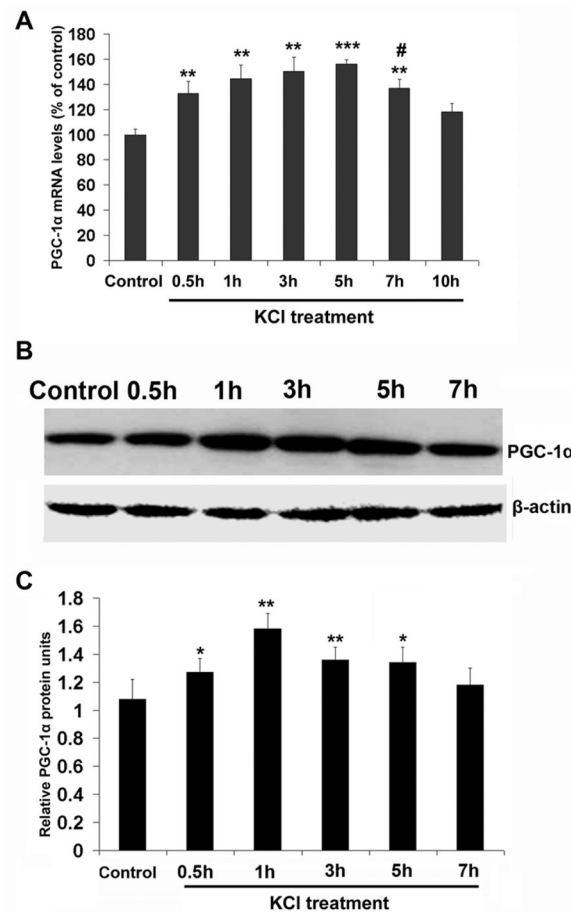 A
PGC-1α mRNA levels (% of control)
180
160
140
120
100
80
60
40
20
0
** ** ** *** # **
Control 0.5h 1h 3h 5h 7h 10h
KCl treatment
B
Control 0.5h 1h 3h 5h 7h
PGC-1α
β-actin
C
Relative PGC-1α protein units
1.8
1.6
1.4
1.2
1
0.8
0.6
0.4
0.2
0
* ** ** *
Control 0.5h 1h 3h 5h 7h
KCl treatment